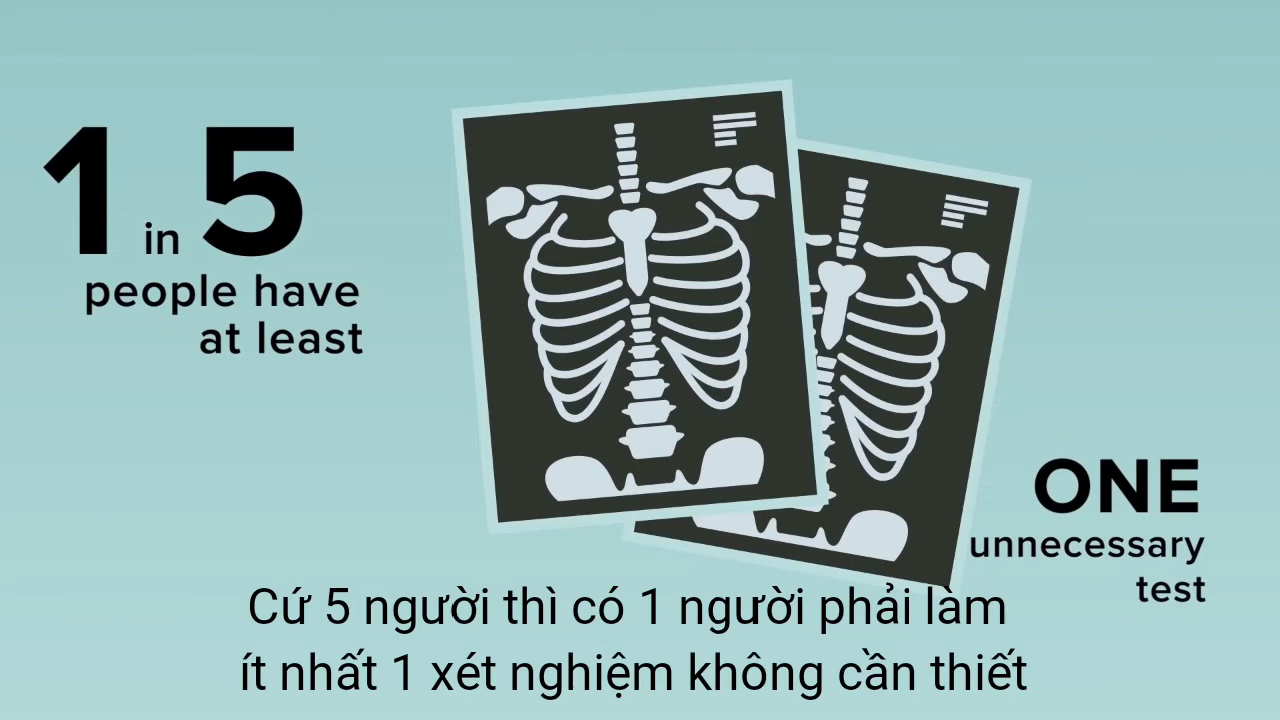 1 in 5
people have
at least
ONE
unnecessary
test
Cứ 5 người thì có 1 người phải làm
ít nhất 1 xét nghiệm không cần thiết